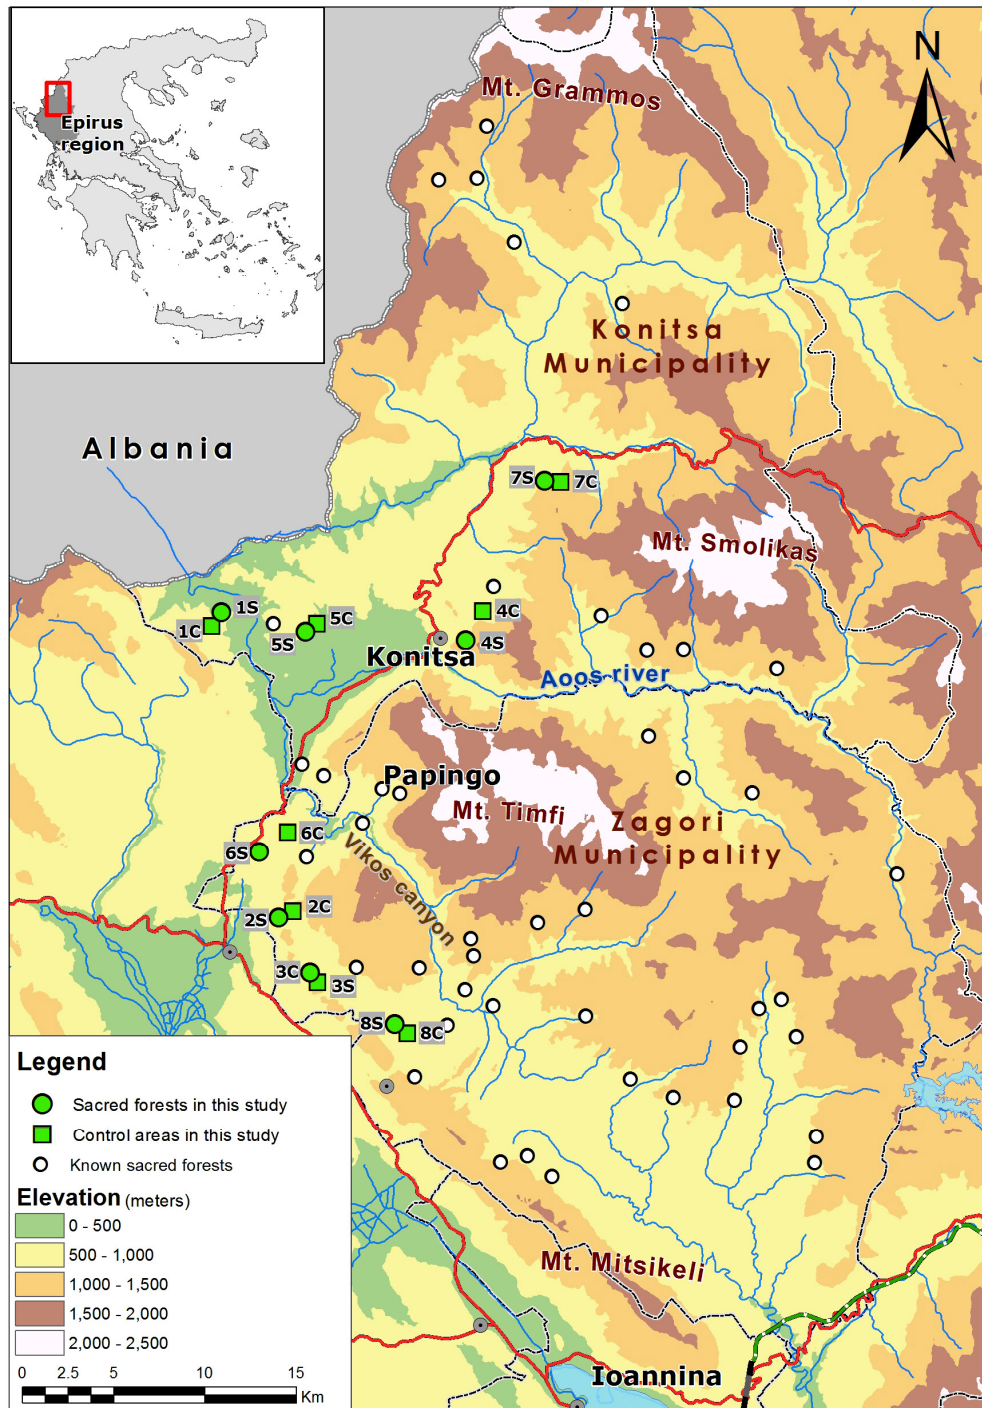 N
Epirus
region
Mt. Grammos
Konitsa
Municipality
Albania
7S
7C
Mt. Smolikas
1S
1C
5C
5S
4C
4S
Konitsa
Aoos river
Papingo
Mt. Timfi
Zagori
Municipality
6C
6S
Vikos canyon
2C
2S
3C
3S
8S
8C
Legend
Sacred forests in this study
Control areas in this study
Known sacred forests
Elevation (meters)
0 - 500
500 - 1,000
1,000 - 1,500
1,500 - 2,000
2,000 - 2,500
0 2.5 5 10 15
Km
Mt. Mitsikeli
Ioannina